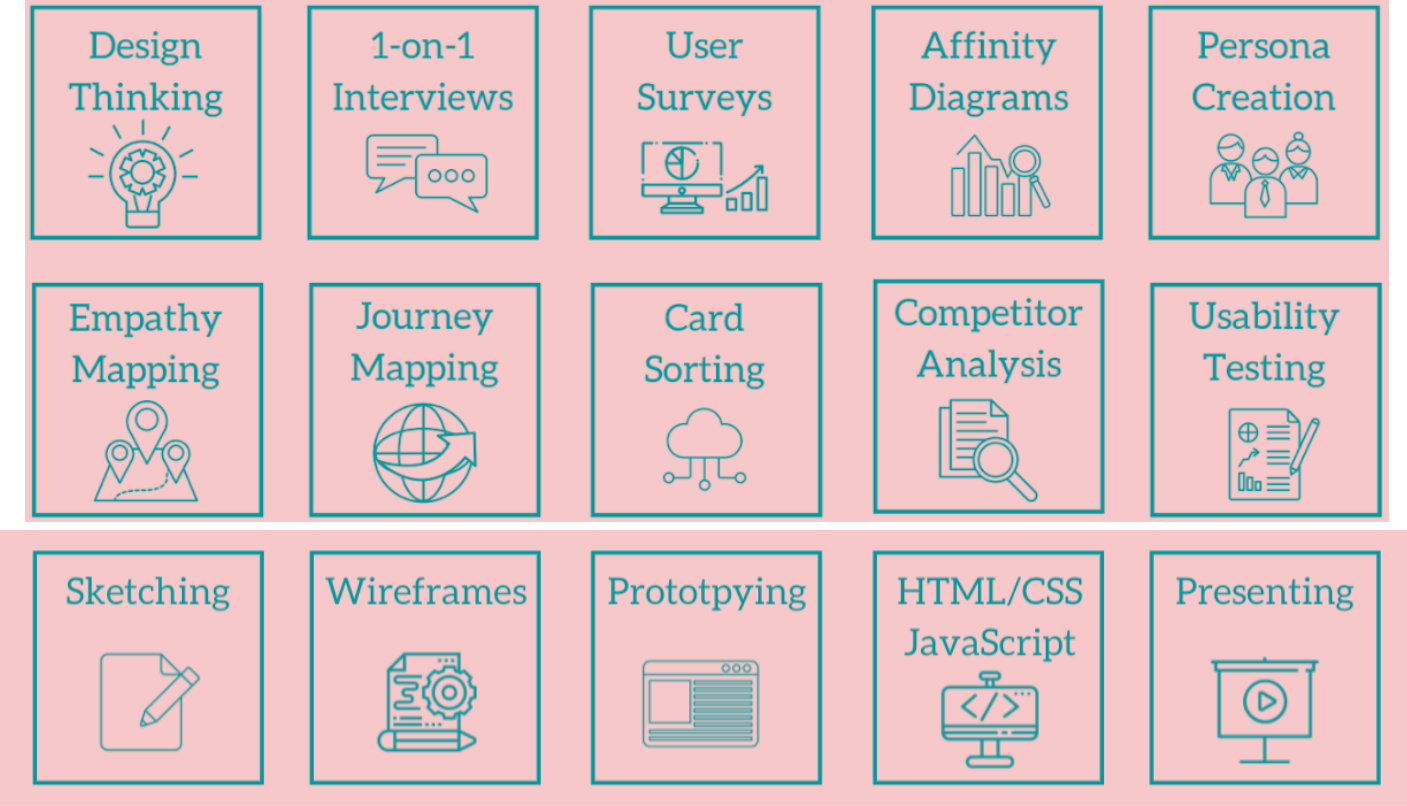 Design
Thinking
1-on-1
Interviews
User
Surveys
Affinity
Diagrams
Persona
Creation
Empathy
Mapping
Journey
Mapping
Card
Sorting
Competitor
Analysis
Usability
Testing
Sketching
Wireframes
Prototpying
HTML/CSS
JavaScript
</>
Presenting